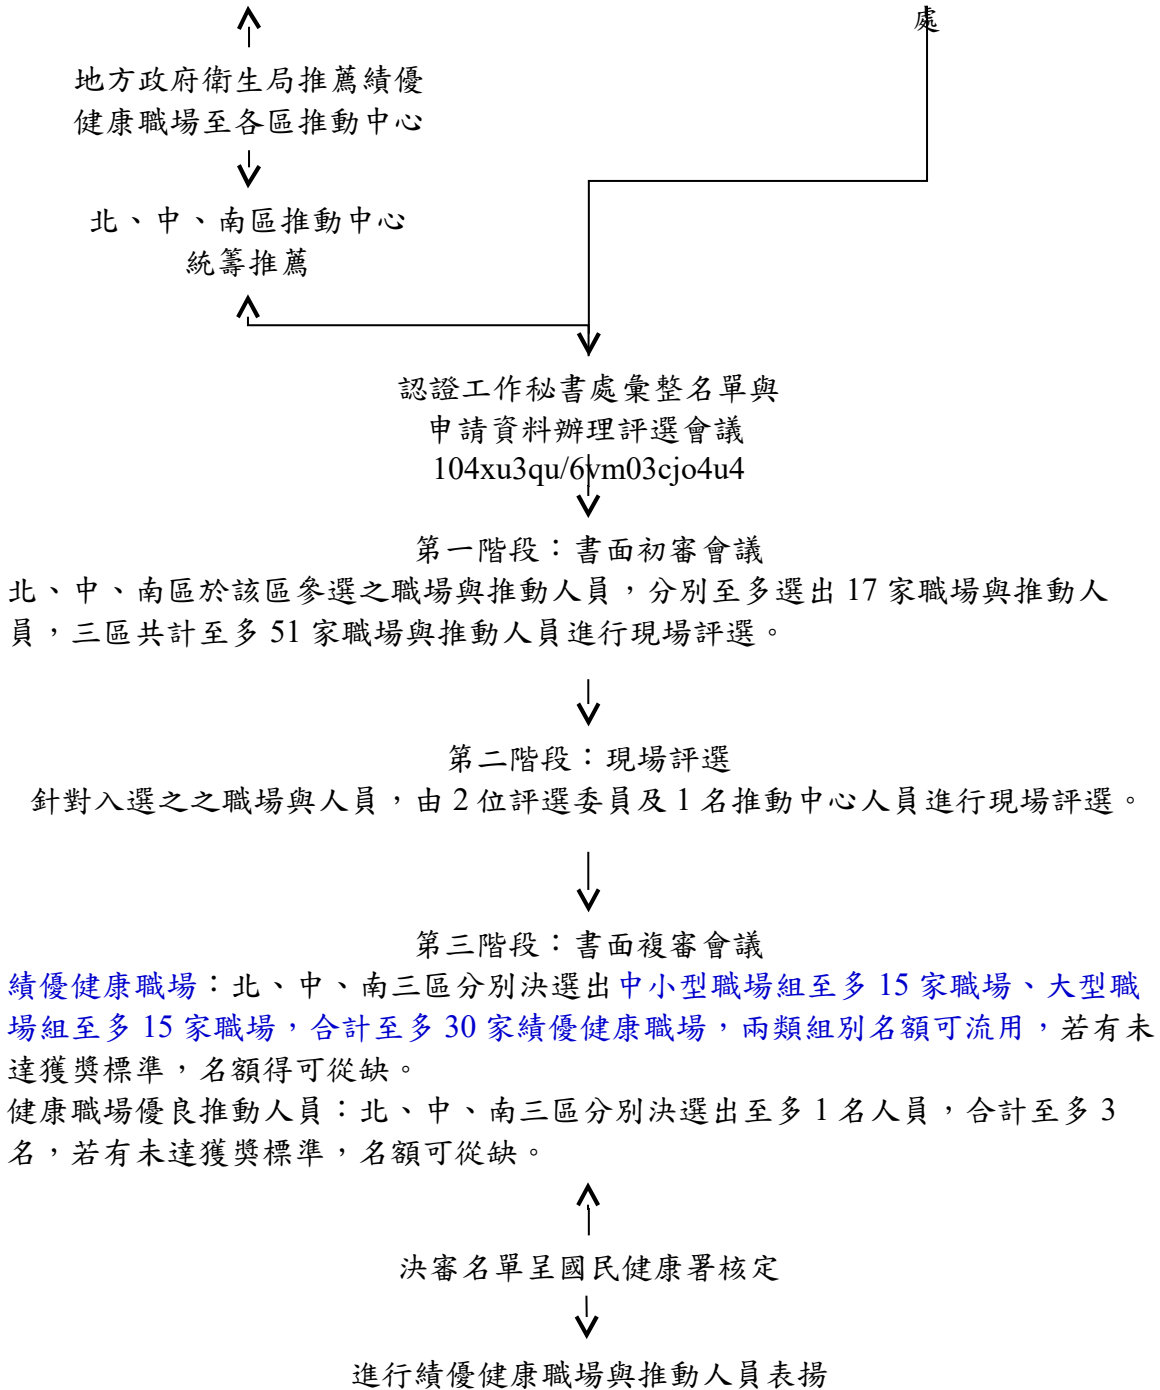 處
地方政府衛生局推薦績優
健康職場至各區推動中心
北、中、南區推動中心
統籌推薦
認證工作秘書處彙整名單與
申請資料辦理評選會議
104xu3qu/6vm03cjo4u4
第一階段：書面初審會議
北、中、南區於該區參選之職場與推動人員，分別至多選出 17 家職場與推動人
員，三區共計至多 51 家職場與推動人員進行現場評選。
第二階段：現場評選
針對入選之之職場與人員，由 2 位評選委員及 1 名推動中心人員進行現場評選。
第三階段：書面複審會議
績優健康職場：北、中、南三區分別決選出中小型職場組至多 15 家職場、大型職
場組至多 15 家職場，合計至多 30 家績優健康職場，兩類組別名額可流用，若有未
達獲獎標準，名額得可從缺。
健康職場優良推動人員：北、中、南三區分別決選出至多 1 名人員，合計至多 3
名，若有未達獲獎標準，名額可從缺。
決審名單呈國民健康署核定
進行績優健康職場與推動人員表揚